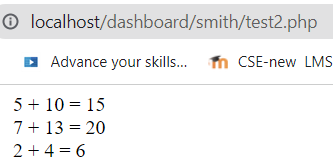 localhost/dashboard/smith/test2.php
Advance your skills... CSE-new LMS
5 + 10 = 15
7 + 13 = 20
2 + 4 = 6